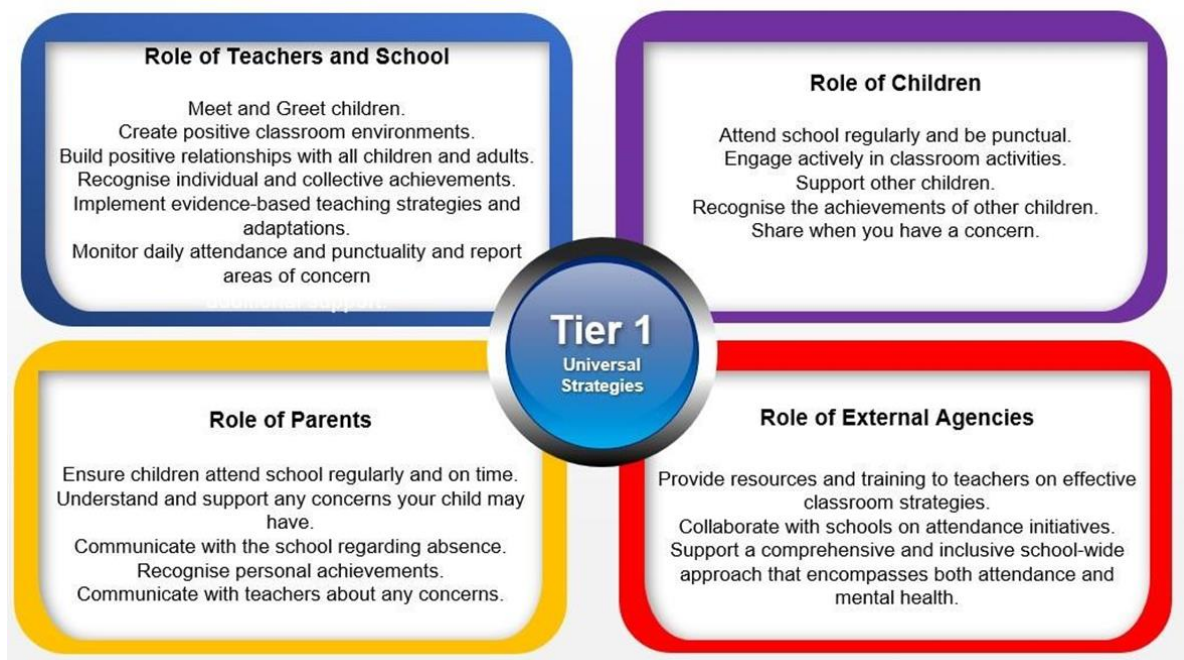 Role of Teachers and School
Meet and Greet children.
Create positive classroom environments.
Build positive relationships with all children and adults.
Recognise individual and collective achievements.
Implement evidence-based teaching strategies and
adaptations.
Monitor daily attendance and punctuality and report
areas of concern
additional support.
Role of Children
Attend school regularly and be punctual.
Engage actively in classroom activities.
Support other children.
Recognise the achievements of other children.
Share when you have a concern.
Tier 1
Universal
Strategies
Role of Parents
Ensure children attend school regularly and on time.
Understand and support any concerns your child may
have.
Communicate with the school regarding absence.
Recognise personal achievements.
Communicate with teachers about any concerns.
Role of External Agencies
Provide resources and training to teachers on effective
classroom strategies.
Collaborate with schools on attendance initiatives.
Support a comprehensive and inclusive school-wide
approach that encompasses both attendance and
mental health.